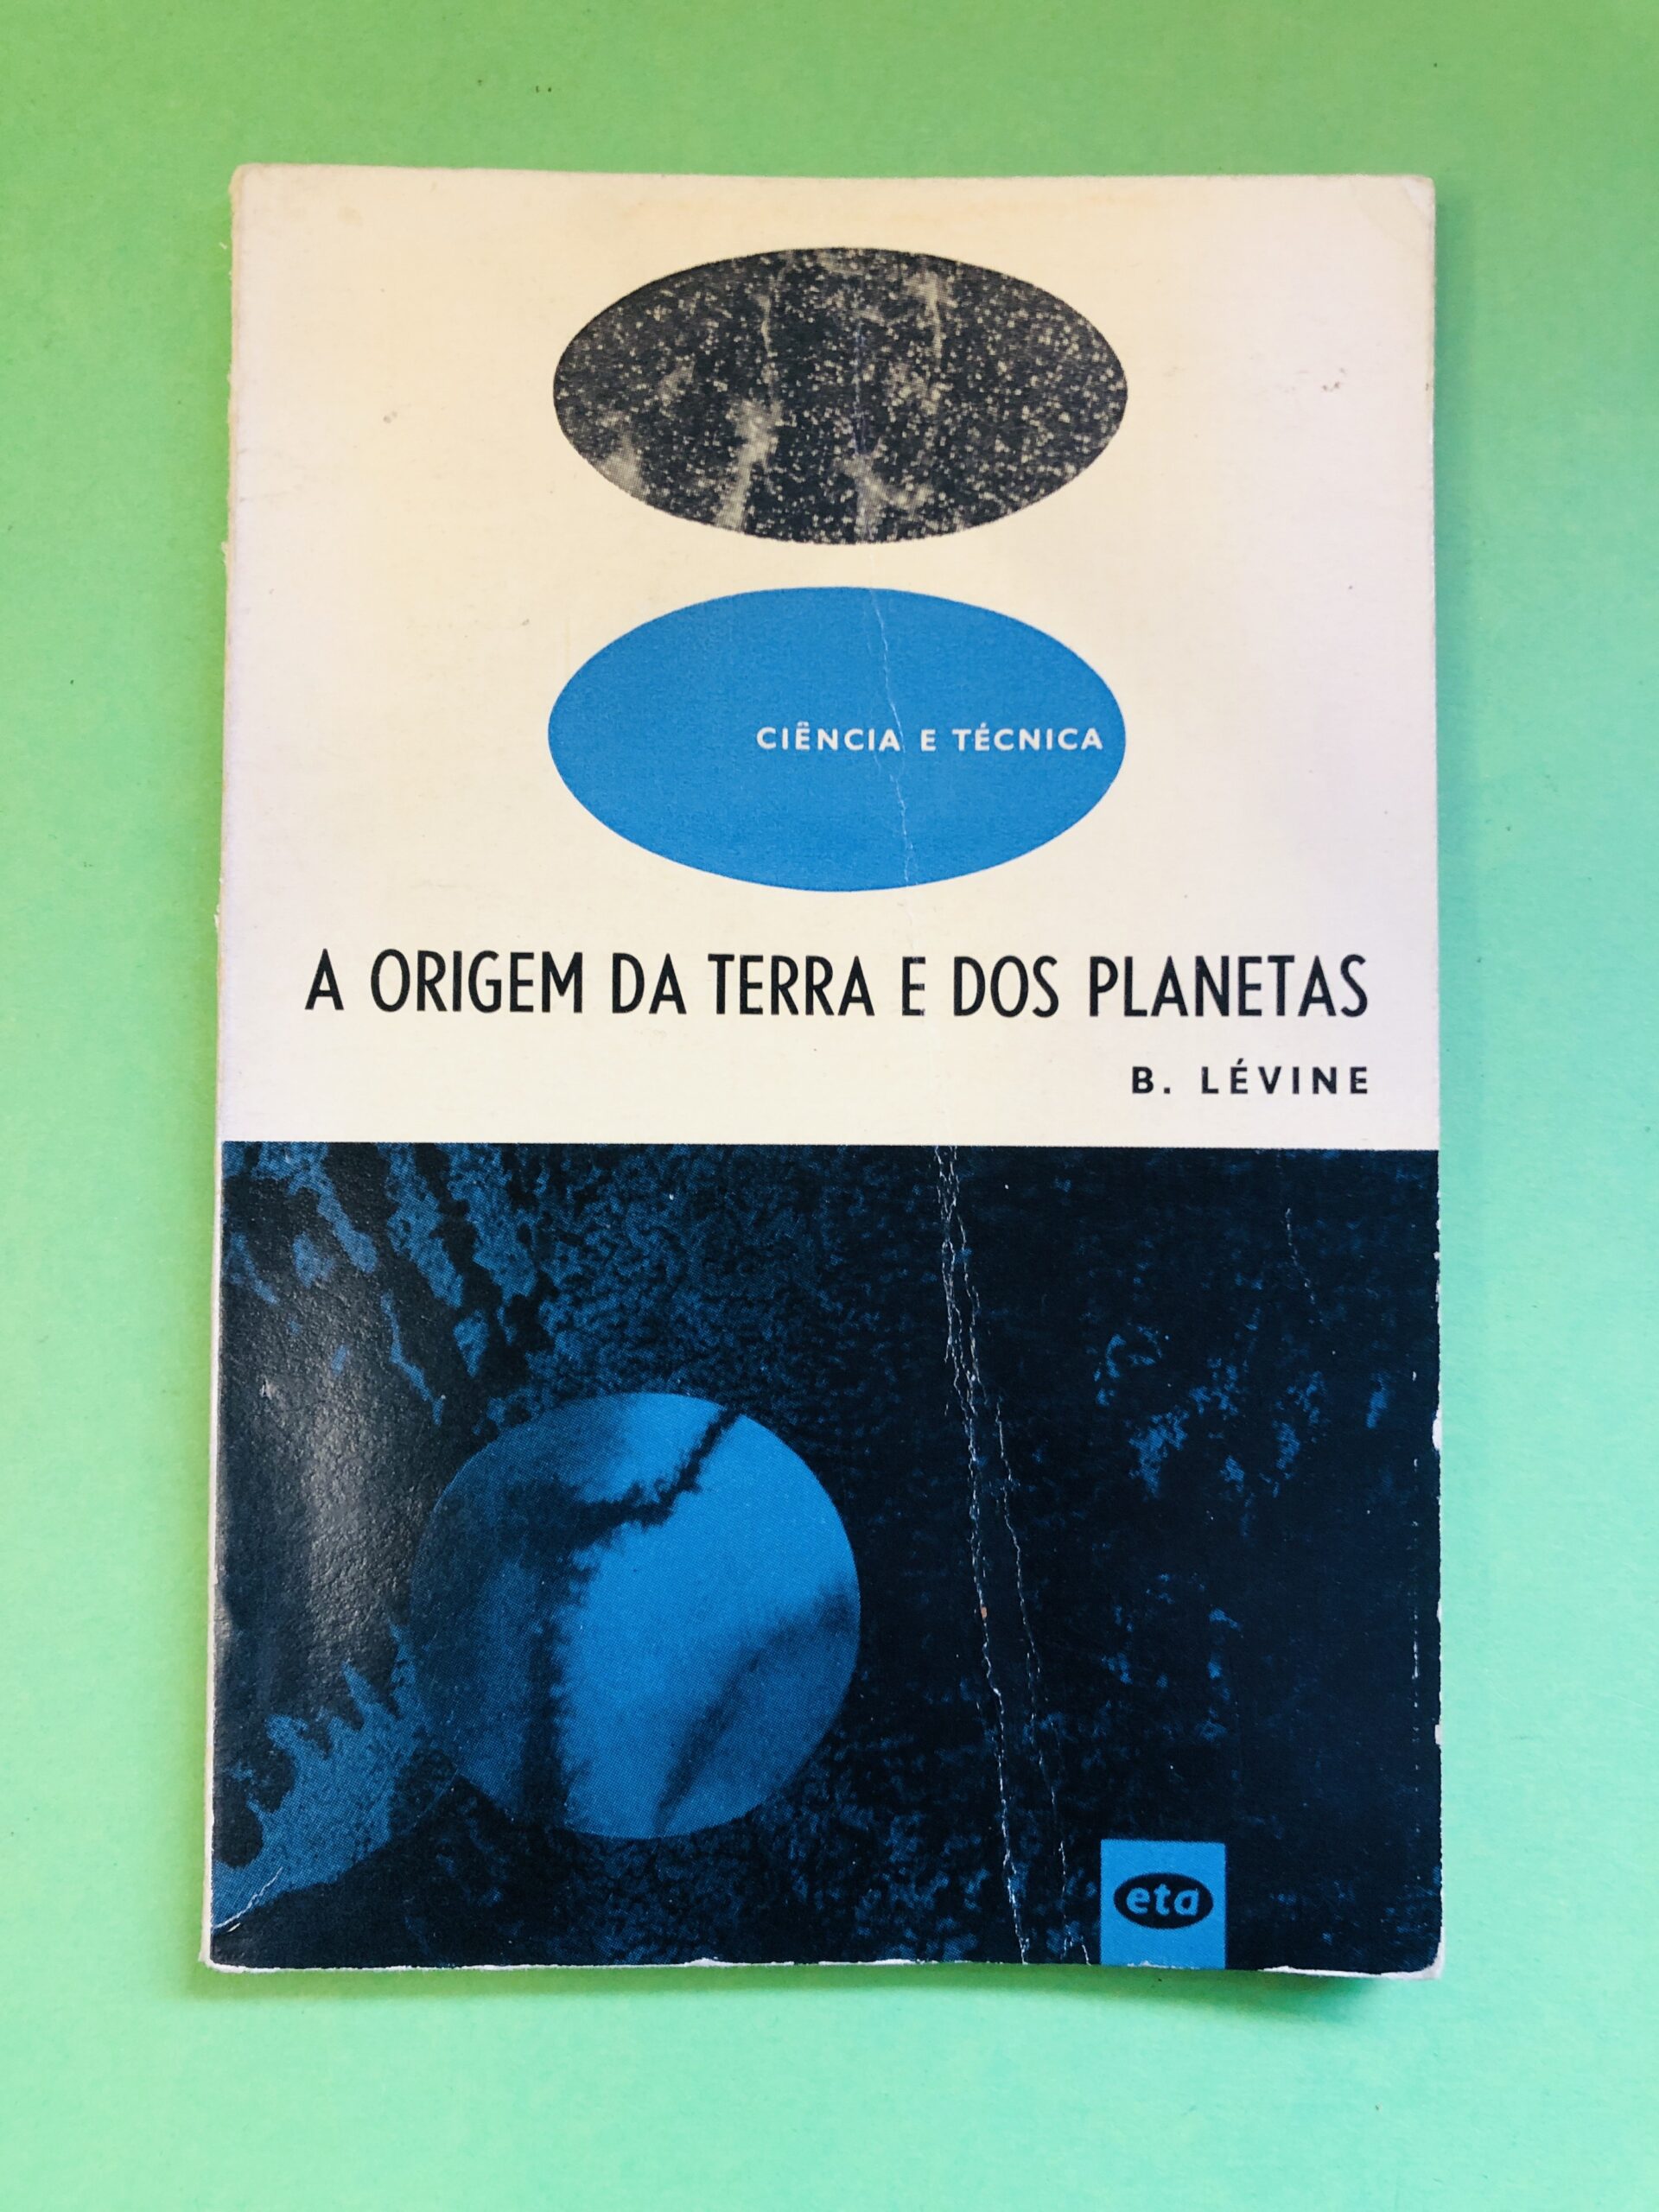 CIÊNCIA E TÉCNICA
A ORIGEM DA TERRA E DOS PLANETAS
B. LÉVINE
eta